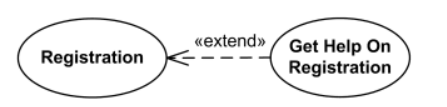 Registration
«extend»
Get Help On
Registration